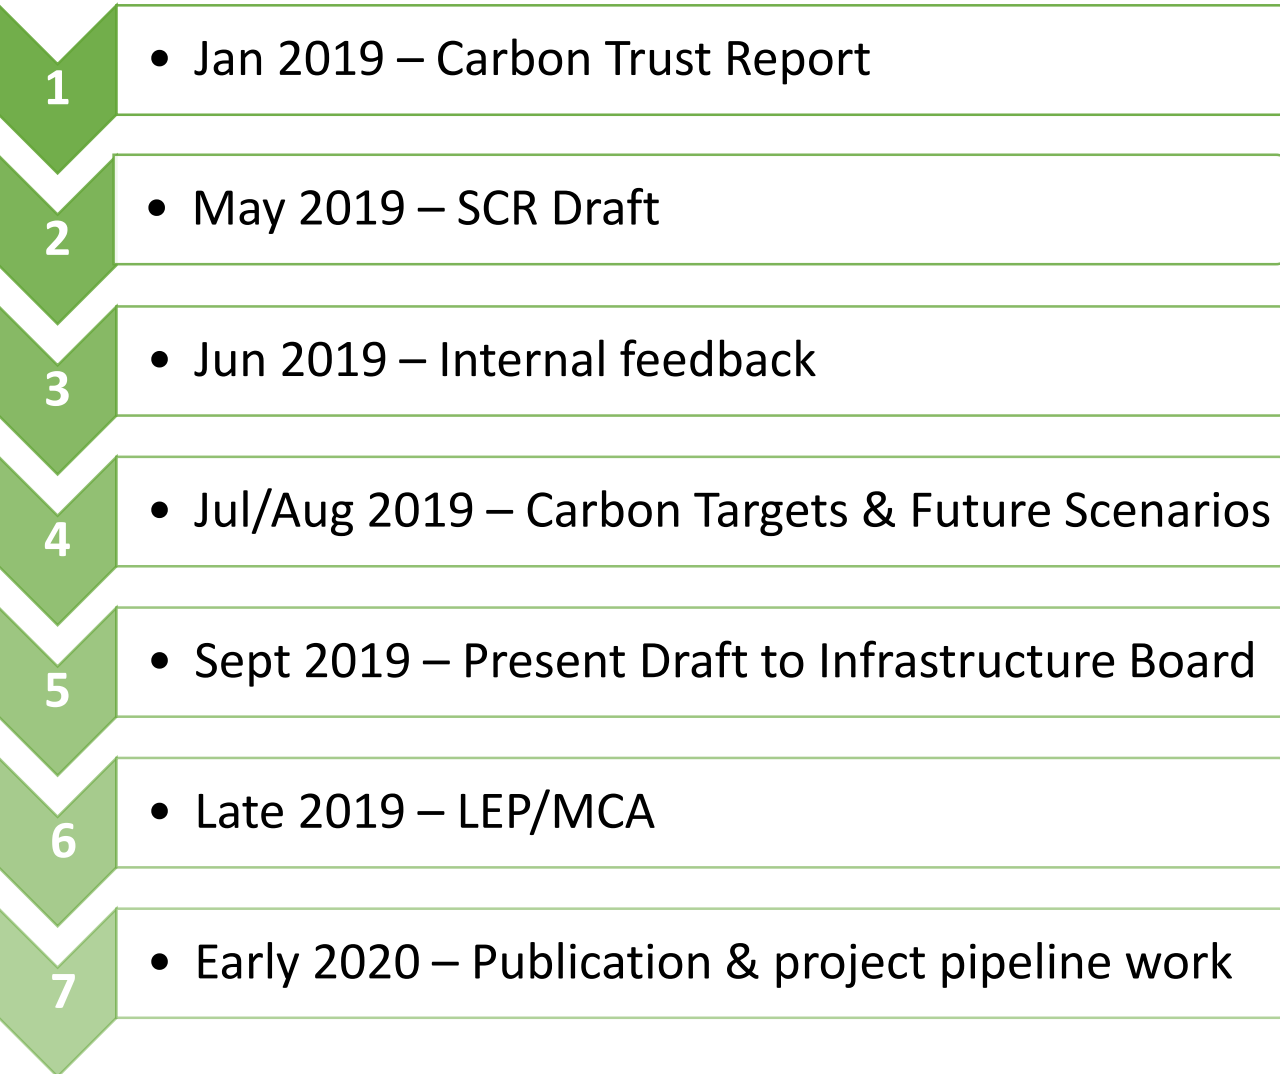 1
• Jan 2019 – Carbon Trust Report
2
• May 2019 – SCR Draft
3
• Jun 2019 – Internal feedback
4
• Jul/Aug 2019 – Carbon Targets & Future Scenarios
5
• Sept 2019 – Present Draft to Infrastructure Board
6
• Late 2019 – LEP/MCA
7
• Early 2020 – Publication & project pipeline work